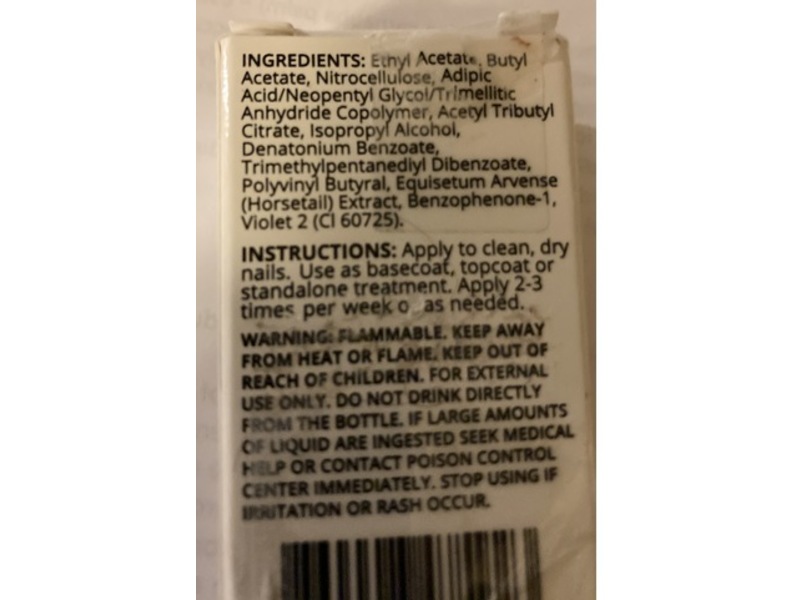 INGREDIENTS: Ethyl Acetate, Butyl
Acetate, Nitrocellulose, Adipic
Acid/Neopentyl Glycol/Trimellitic
Anhydride Copolymer, Acetyl Tributyl
Citrate, Isopropyl Alcohol,
Denatonium Benzoate,
Trimethylpentanediyl Dibenzoate,
Polyvinyl Butyral, Equisetum Arvense
(Horsetail) Extract, Benzophenone-1,
Violet 2 (CI 60725).
INSTRUCTIONS: Apply to clean, dry
nails. Use as basecoat, topcoat or
standalone treatment. Apply 2-3
times per week o as needed.
WARNING: FLAMMABLE. KEEP AWAY
FROM HEAT OR FLAME. KEEP OUT OF
REACH OF CHILDREN. FOR EXTERNAL
USE ONLY. DO NOT DRINK DIRECTLY
FROM THE BOTTLE. IF LARGE AMOUNTS
OF LIQUID ARE INGESTED SEEK MEDICAL
HELP OR CONTACT POISON CONTROL
CENTER IMMEDIATELY. STOP USING IF
IRRITATION OR RASH OCCUR.